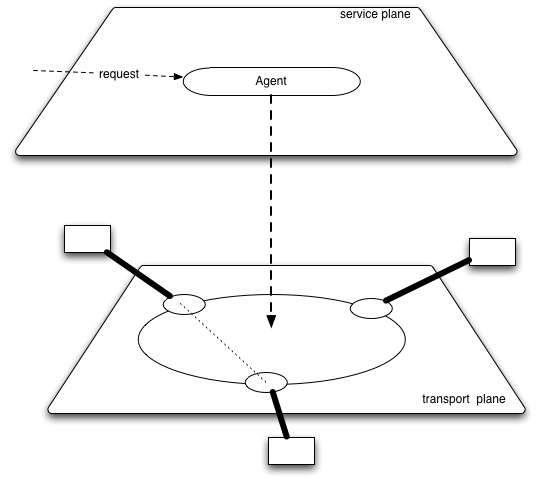 service plane
request
Agent
transport plane